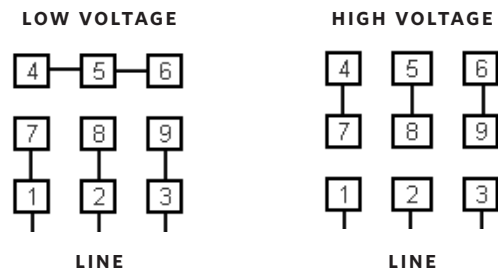 LOW VOLTAGE HIGH VOLTAGE
4 5 6 4 5 6
7 8 9 7 8 9
1 2 3 1 2 3
LINE LINE